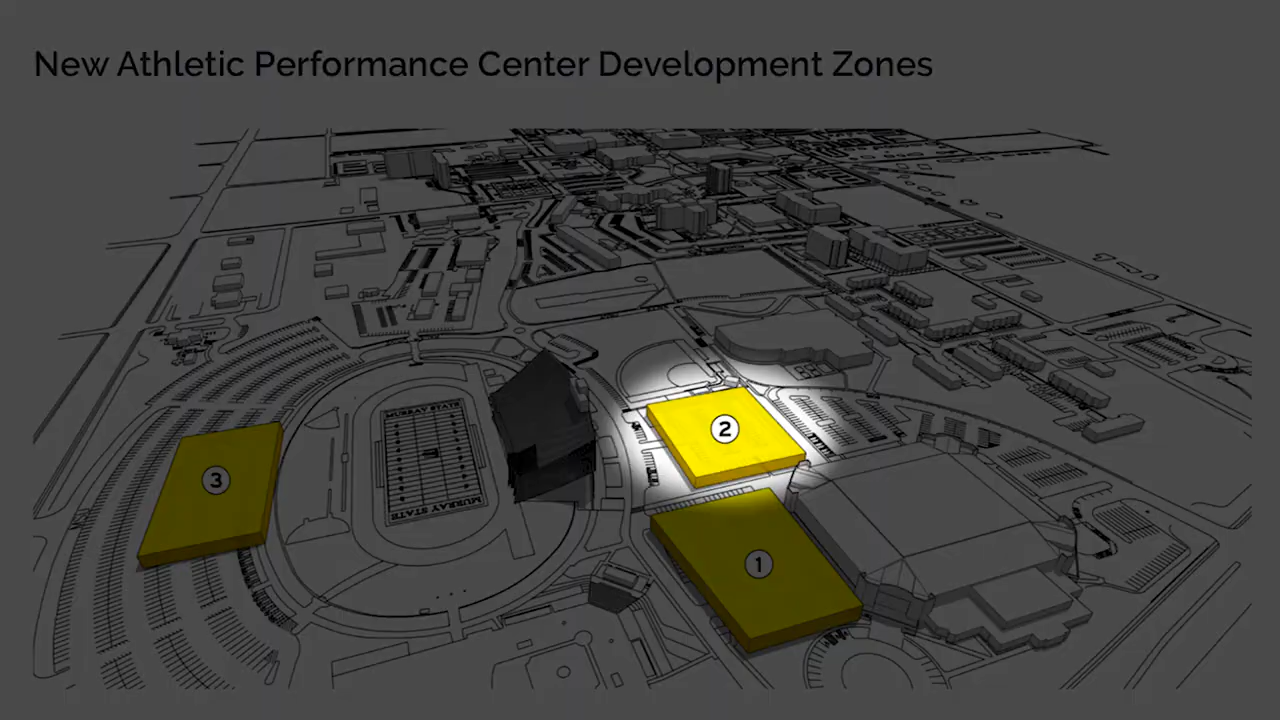 New Athletic Performance Center Development Zones
MURRAY STATE
2
3
MURRAY STATE
1